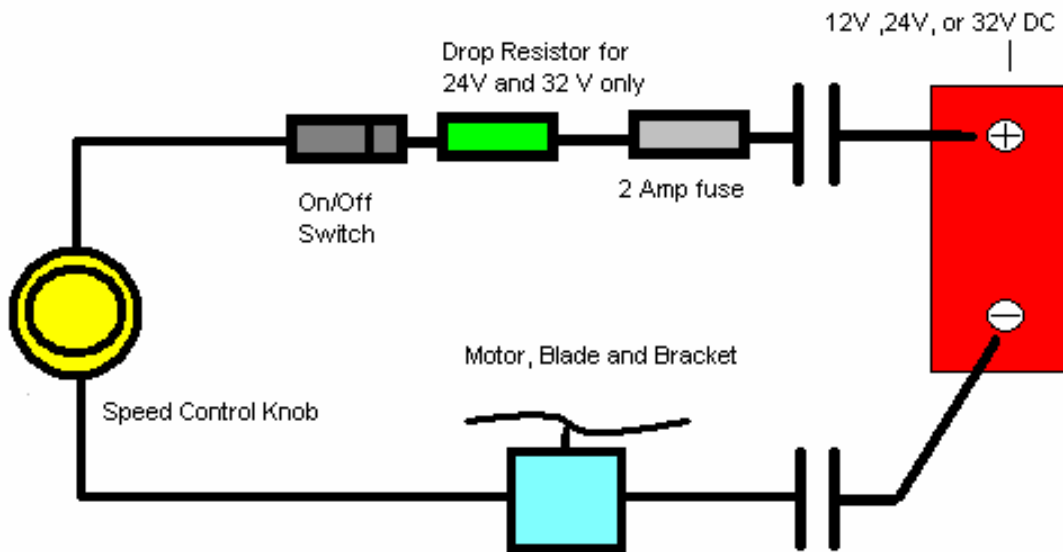 12V ,24V, or 32V DC
Drop Resistor for
24V and 32 V only
On/Off
Switch
2 Amp fuse
Motor, Blade and Bracket
Speed Control Knob